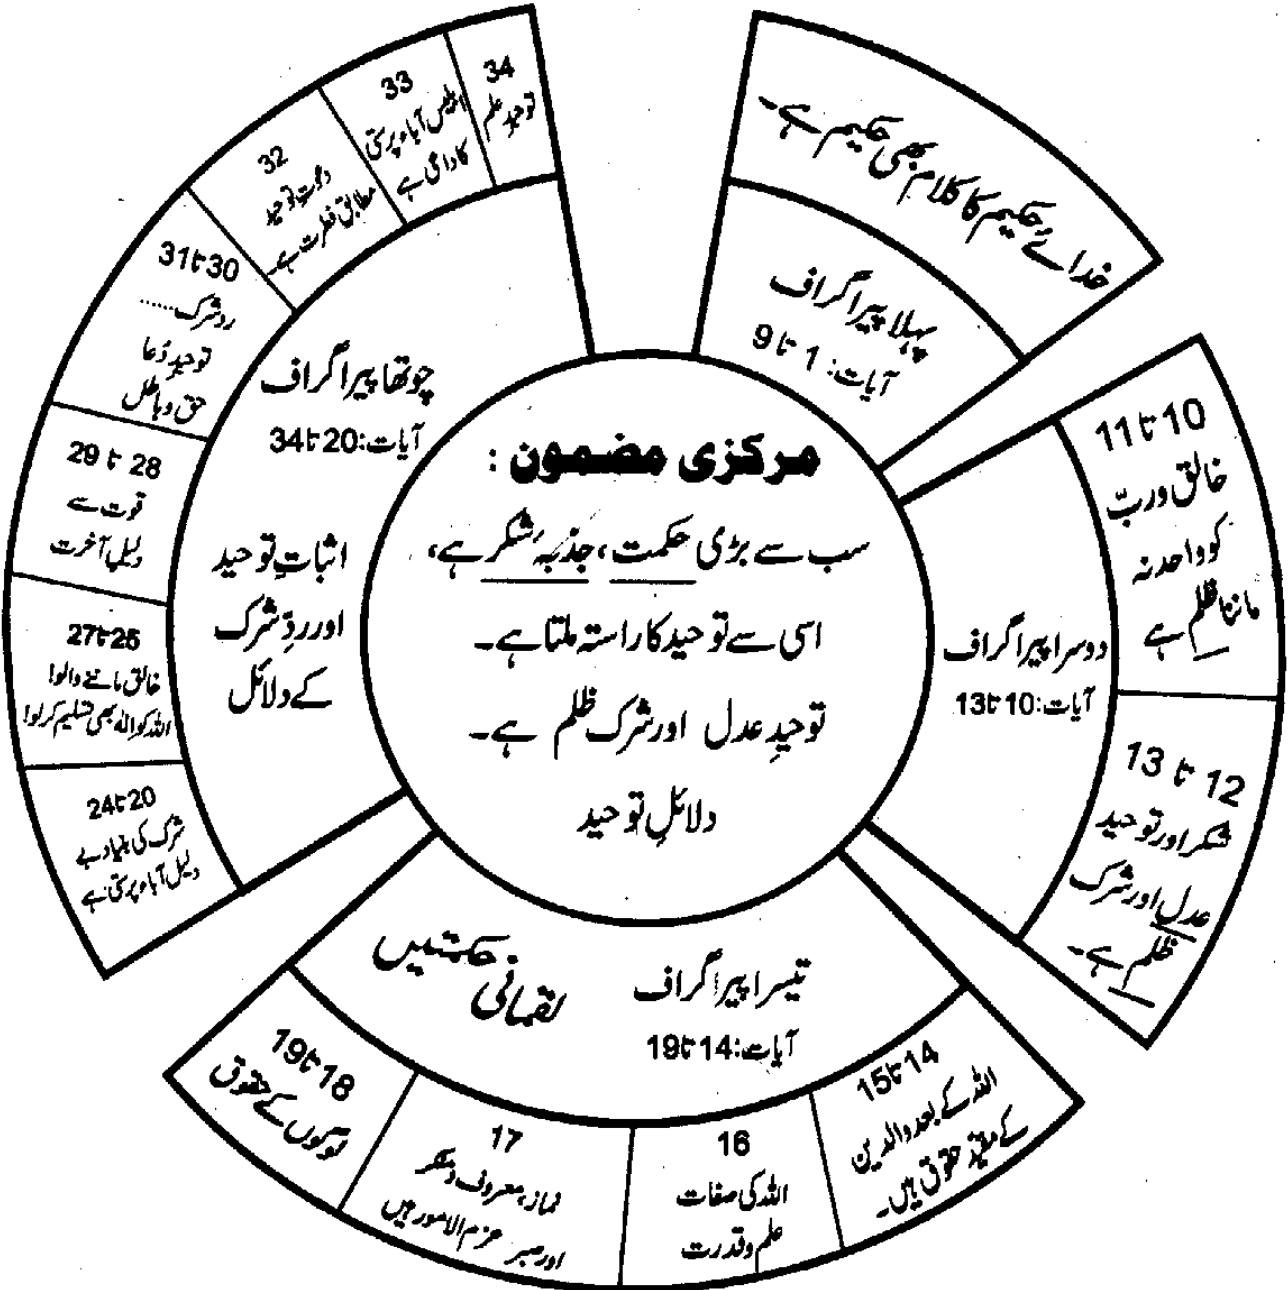 مرکزی مضمون :
سب سے بڑی حکمت، جذبۂ شکر ہے،
اسی سے توحید کا راستہ ملتا ہے۔
توحیدِ عدل اور شرک ظلم ہے۔
دلائلِ توحید
خدائے حکیم کا کلام بھی حکیم ہے۔
پہلا پیراگراف
آیات: 1 تا 9
دوسرا پیراگراف
آیات: 10 تا 13
10 تا 11
خالق و ربّ
کو واحد نہ
ماننا ظلم ہے
12 تا 13
شکر اور توحید
عدل اور شرک
ظلم ہے۔
تیسرا پیراگراف
آیات: 14 تا 19
لقمانی حکمتیں
14 تا 15
اللہ کے بعد والدین
کے حقوق ہیں۔
16
اللہ کی صفات
علم و قدرت
17
نماز، معروف و منکر
اور صبر عزم الامور ہیں
18 تا 19
لوگوں کے حقوق
چوتھا پیراگراف
آیات: 20 تا 34
اثباتِ توحید
اور ردِّ شرک
کے دلائل
20 تا 24
شرک کی بنیاد بے
دلیل آباء پرستی ہے
25 تا 27
خالق ماننے والو!
اللہ کو الٰہ بھی تسلیم کر لو!
28 تا 29
قوت سے
دلیلِ آخرت
30 تا 31
ردِ شرک......
توحیدِ دُعا
حق و باطل
32
دعوتِ توحید
مطابق فطرت ہے۔
33
ابلیس آباء پرستی
کا داعی ہے
34
توحیدِ علم